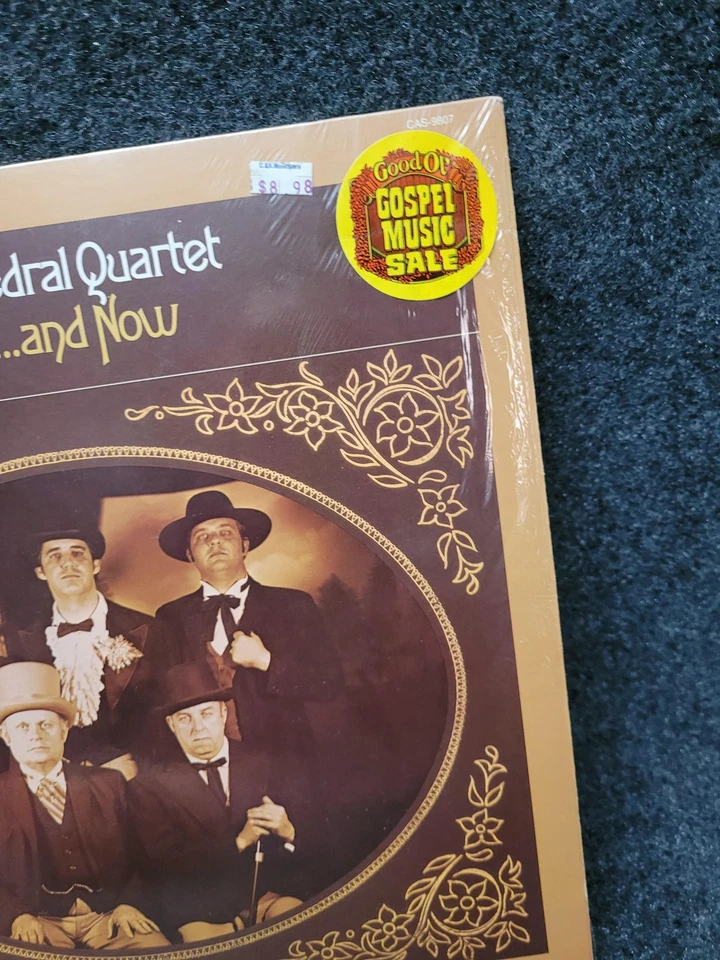 CAS-9807
$8 98
Good Ol'
GOSPEL
MUSIC
SALE
edral Quartet
...and Now